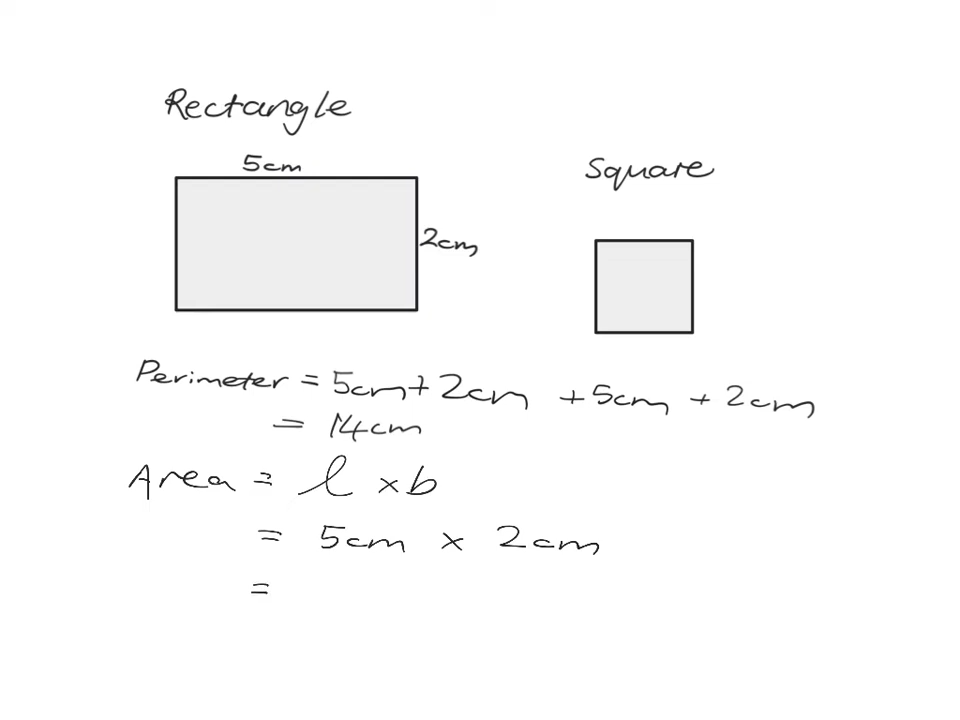 Rectangle
5cm
Square
2cm
Perimeter = 5cm + 2cm + 5cm + 2cm
= 14cm
Area = l × b
= 5cm × 2cm
=